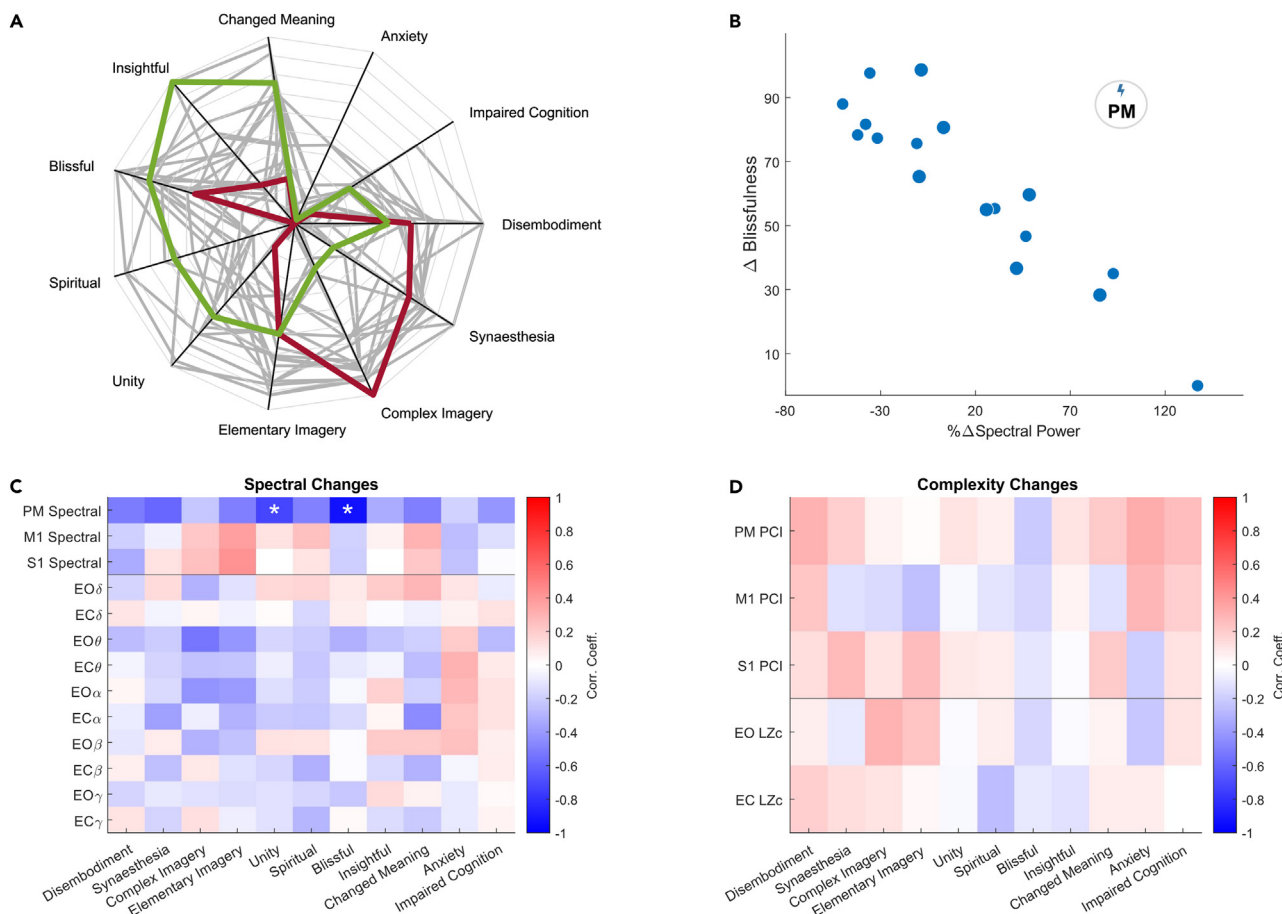 A
Changed Meaning
Anxiety
Insightful
Impaired Cognition
Blissful
Disembodiment
Spiritual
Synaesthesia
Unity
Complex Imagery
Elementary Imagery
B
PM
Δ Blissfulness
90
70
50
30
10
-80
-30
20
70
120
%ΔSpectral Power
C
Spectral Changes
PM Spectral
M1 Spectral
S1 Spectral
EOδ
ECδ
EOθ
ECθ
EOα
ECα
EOβ
ECβ
EOγ
ECγ
* *
Disembodiment
Synaesthesia
Complex Imagery
Elementary Imagery
Unity
Spiritual
Blissful
Insightful
Changed Meaning
Anxiety
Impaired Cognition
1
0.8
0.6
0.4
0.2
0
-0.2
-0.4
-0.6
-0.8
-1
Corr. Coeff.
D
Complexity Changes
PM PCI
M1 PCI
S1 PCI
EO LZc
EC LZc
Disembodiment
Synaesthesia
Complex Imagery
Elementary Imagery
Unity
Spiritual
Blissful
Insightful
Changed Meaning
Anxiety
Impaired Cognition
1
0.8
0.6
0.4
0.2
0
-0.2
-0.4
-0.6
-0.8
-1
Corr. Coeff.